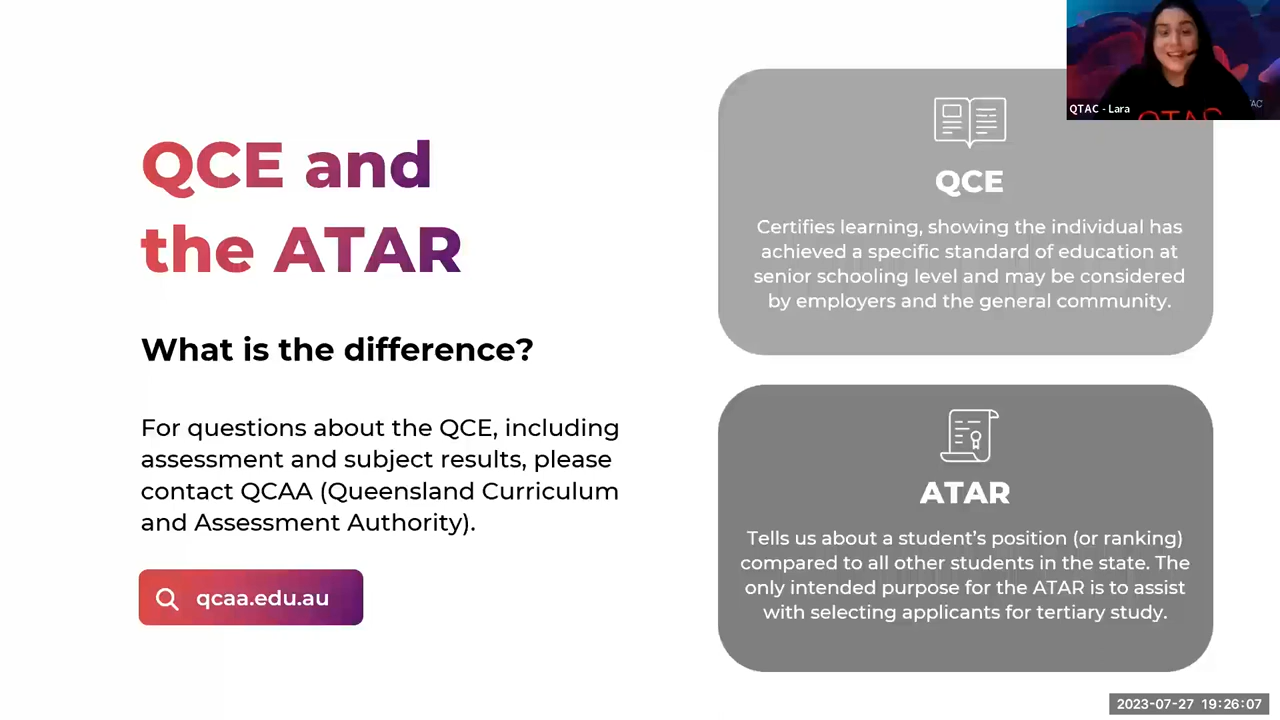 QCE and
the ATAR
What is the difference?
For questions about the QCE, including
assessment and subject results, please
contact QCAA (Queensland Curriculum
and Assessment Authority).
qcaa.edu.au
QTAC - Lara
QTAC
QCE
Certifies learning, showing the individual has
achieved a specific standard of education at
senior schooling level and may be considered
by employers and the general community.
ATAR
Tells us about a student’s position (or ranking)
compared to all other students in the state. The
only intended purpose for the ATAR is to assist
with selecting applicants for tertiary study.
2023-07-27 19:26:07